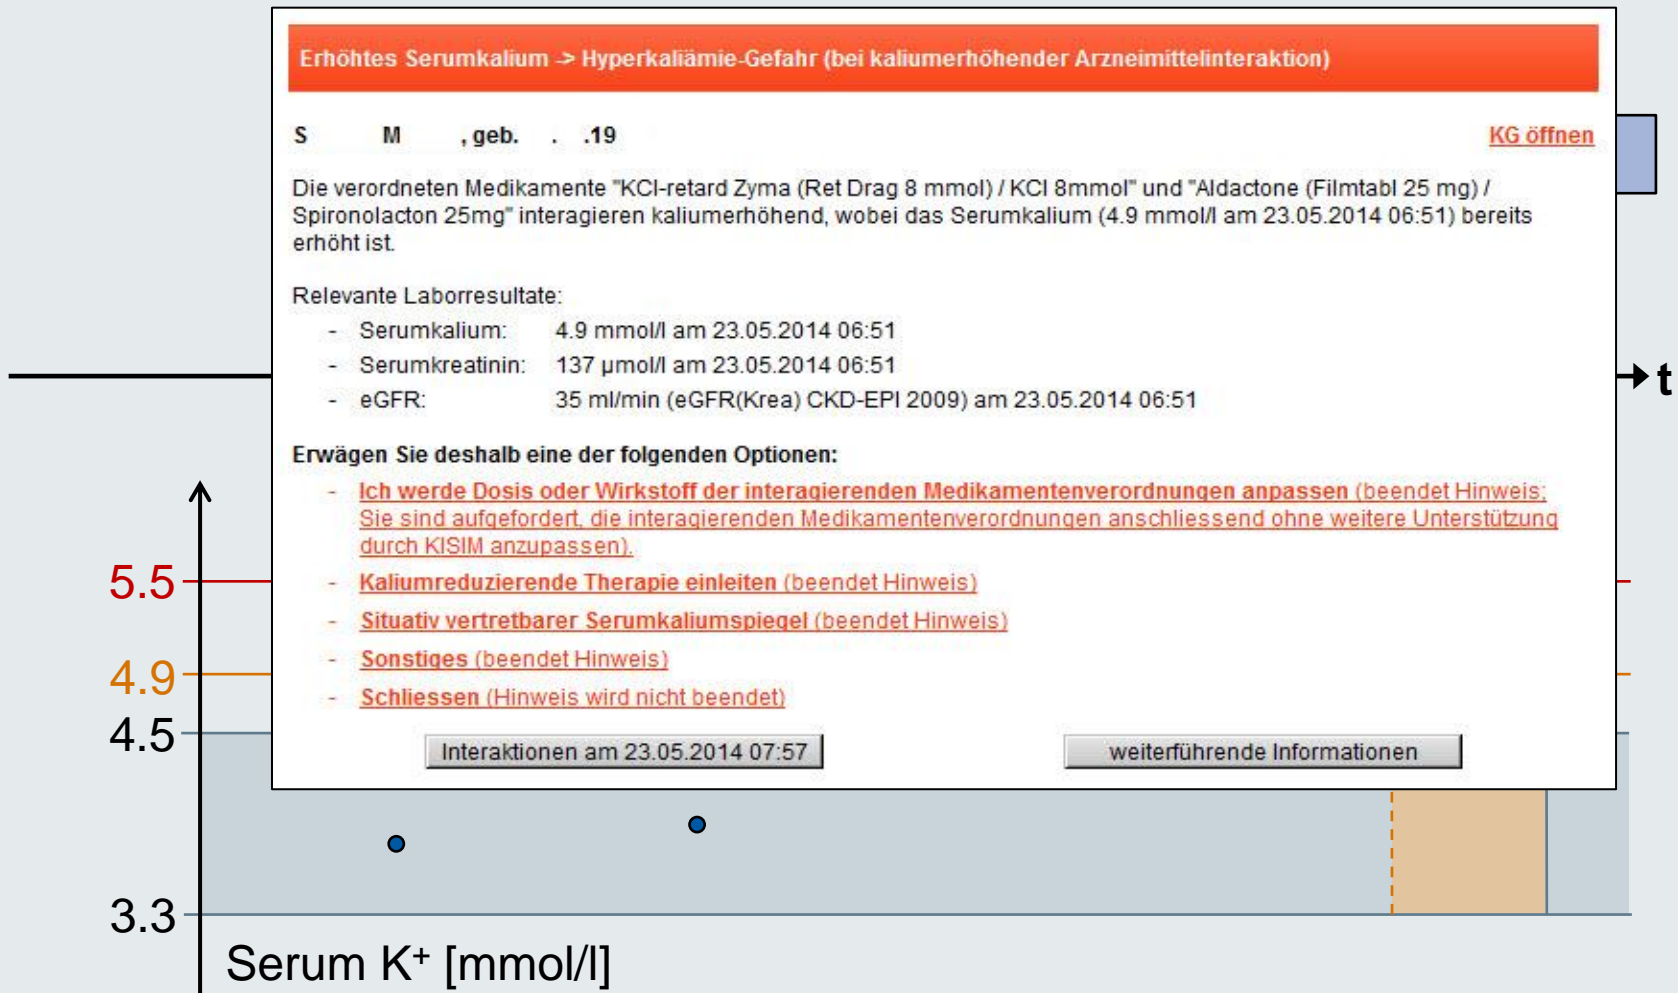 Erhöhtes Serumkalium -> Hyperkaliämie-Gefahr (bei kaliumerhöhender Arzneimittelinteraktion)
S M , geb. . .19 KG öffnen
Die verordneten Medikamente "KCl-retard Zyma (Ret Drag 8 mmol) / KCl 8mmol" und "Aldactone (Filmtabl 25 mg) /
Spironolacton 25mg" interagieren kaliumerhöhend, wobei das Serumkalium (4.9 mmol/l am 23.05.2014 06:51) bereits
erhöht ist.
Relevante Laborresultate:
- Serumkalium: 4.9 mmol/l am 23.05.2014 06:51
- Serumkreatinin: 137 µmol/l am 23.05.2014 06:51
- eGFR: 35 ml/min (eGFR(Krea) CKD-EPI 2009) am 23.05.2014 06:51
t
Erwägen Sie deshalb eine der folgenden Optionen:
- Ich werde Dosis oder Wirkstoff der interagierenden Medikamentenverordnungen anpassen (beendet Hinweis;
Sie sind aufgefordert, die interagierenden Medikamentenverordnungen anschliessend ohne weitere Unterstützung
durch KISIM anzupassen).
- Kaliumreduzierende Therapie einleiten (beendet Hinweis)
- Situativ vertretbarer Serumkaliumspiegel (beendet Hinweis)
- Sonstiges (beendet Hinweis)
- Schliessen (Hinweis wird nicht beendet)
Interaktionen am 23.05.2014 07:57 weiterführende Informationen
5.5
4.9
4.5
3.3
Serum K⁺ [mmol/l]